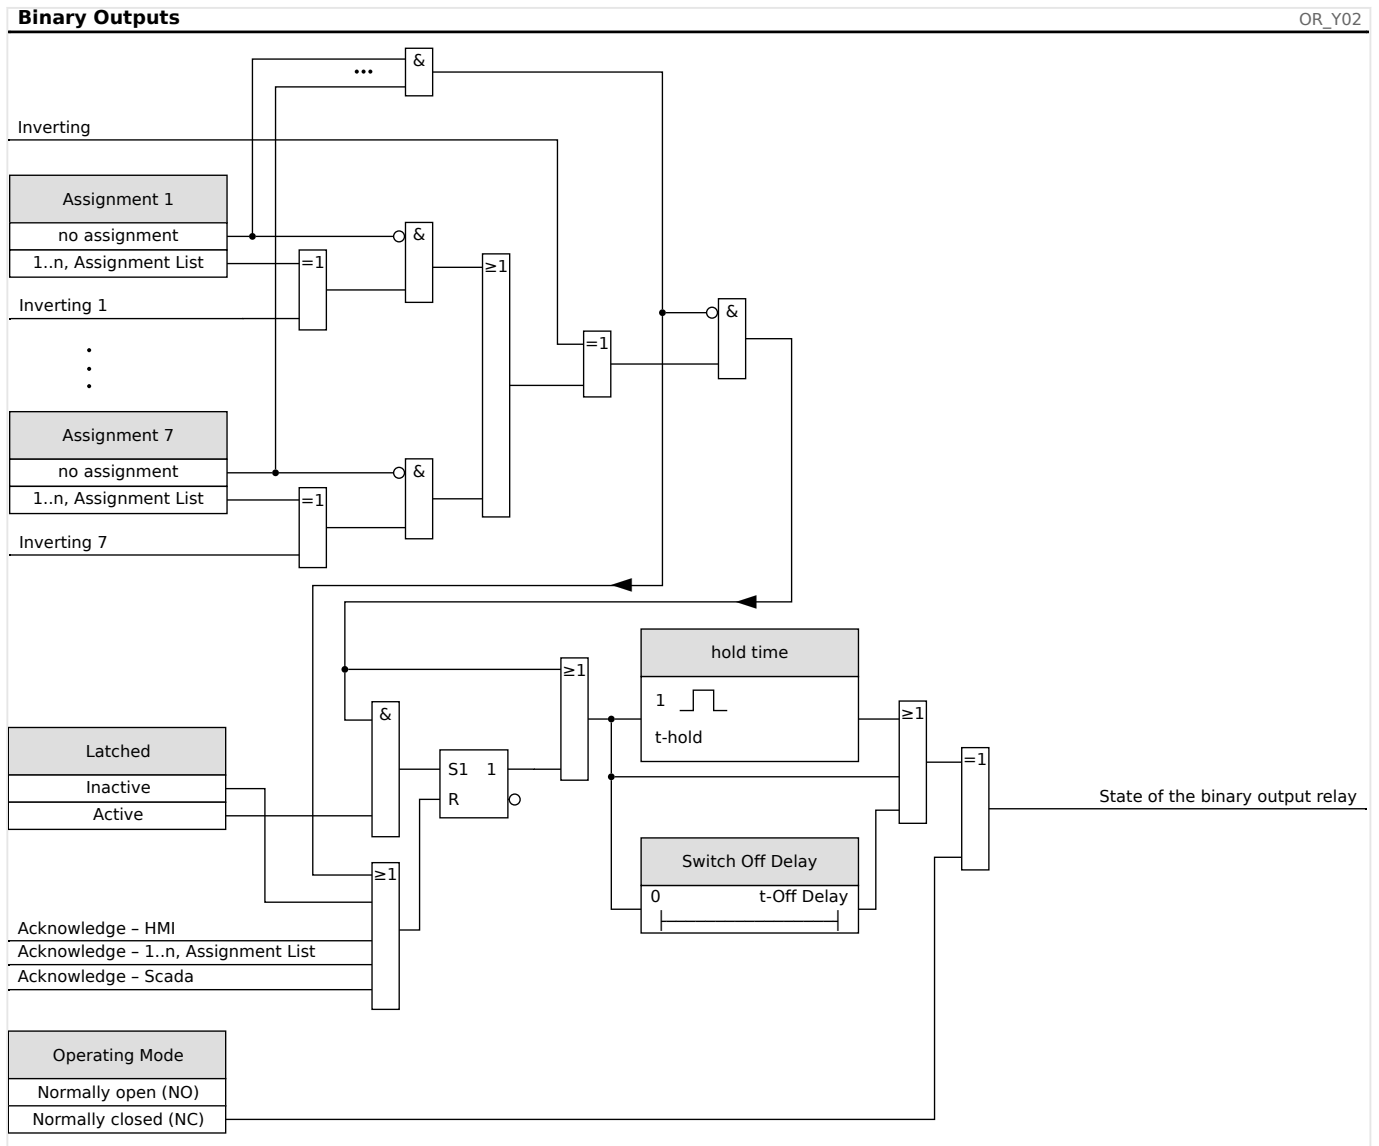 Binary Outputs
OR_Y02
&
•••
Inverting
Assignment 1
no assignment
&
1..n, Assignment List
=1
≥1
Inverting 1
&
=1
Assignment 7
no assignment
&
1..n, Assignment List
=1
Inverting 7
hold time
≥1
1
t-hold
&
≥1
Latched
Inactive
Active
S1 1
R
=1
State of the binary output relay
Switch Off Delay
0 t-Off Delay
≥1
Acknowledge – HMI
Acknowledge – 1..n, Assignment List
Acknowledge – Scada
Operating Mode
Normally open (NO)
Normally closed (NC)